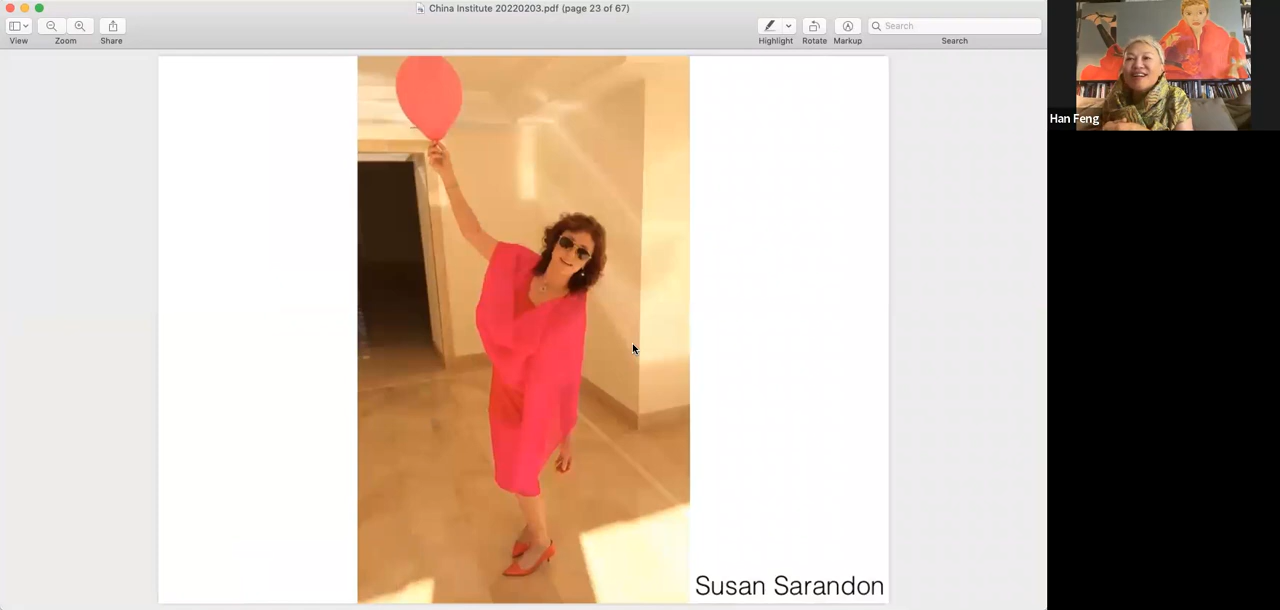 China Institute 20220203.pdf (page 23 of 67)
View
Zoom
Share
Highlight
Rotate
Markup
Search
Search
Han Feng
Susan Sarandon